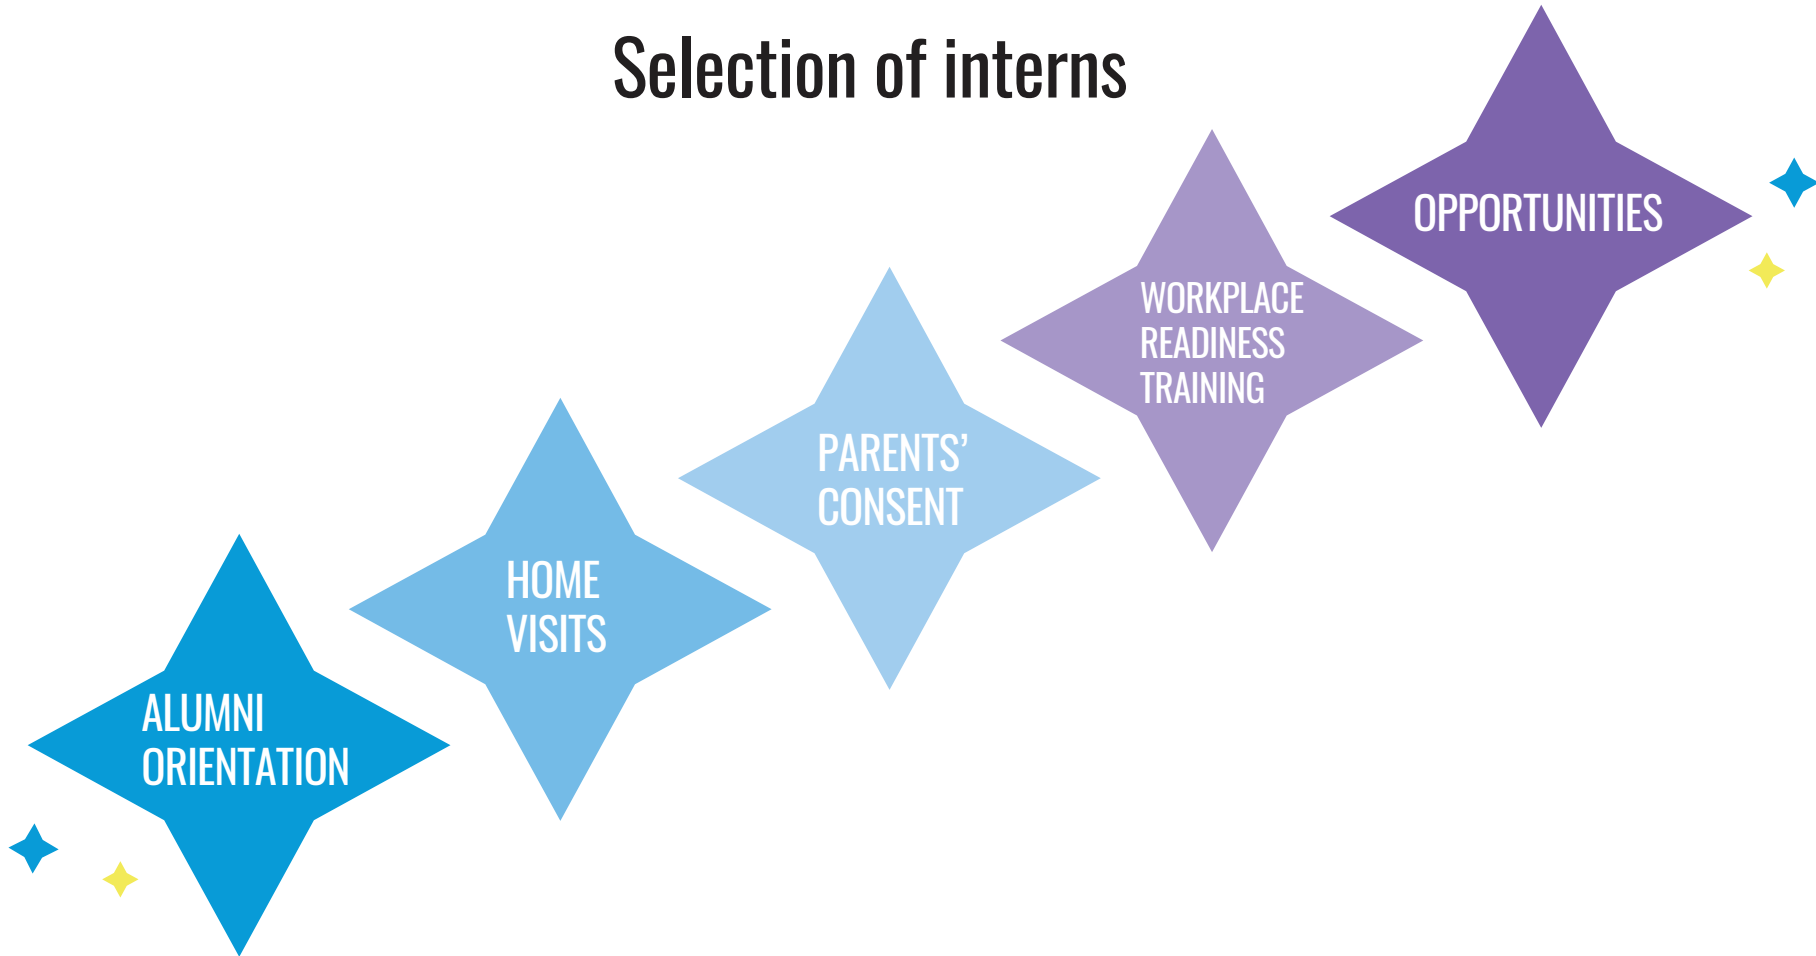 Selection of interns
ALUMNI
ORIENTATION
HOME
VISITS
PARENTS’
CONSENT
WORKPLACE
READINESS
TRAINING
OPPORTUNITIES